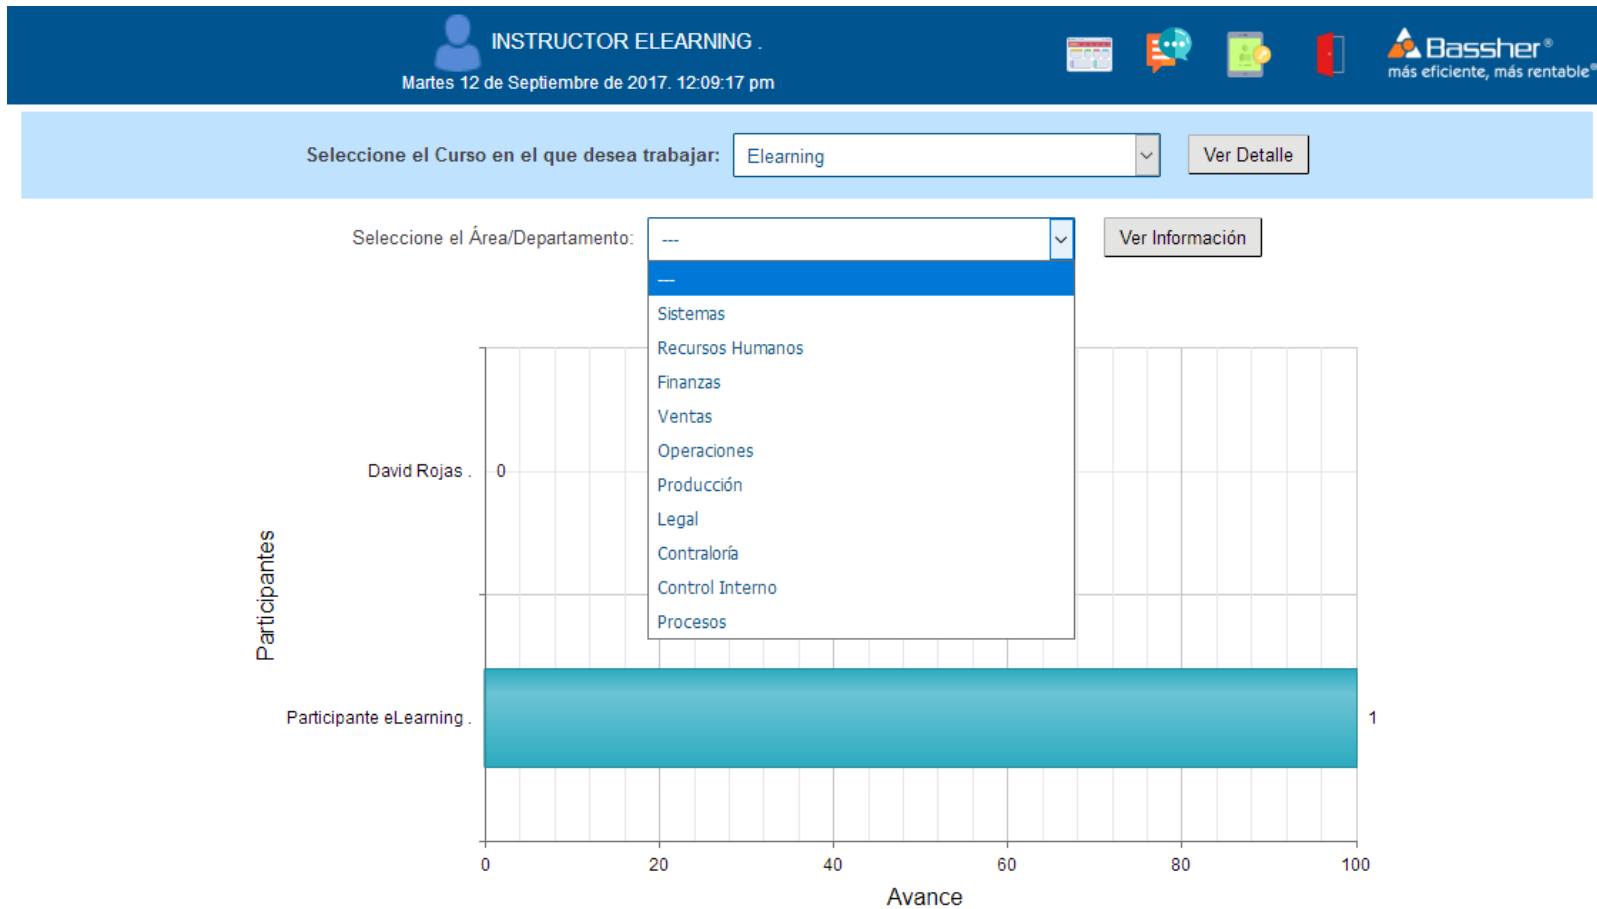 INSTRUCTOR ELEARNING .
Martes 12 de Septiembre de 2017. 12:09:17 pm
Bassher®
más eficiente, más rentable®
Seleccione el Curso en el que desea trabajar: Elearning Ver Detalle
Seleccione el Área/Departamento: --- Ver Información
---
Sistemas
Recursos Humanos
Finanzas
Ventas
Operaciones
Producción
Legal
Contraloría
Control Interno
Procesos
Participantes
David Rojas . 0
Participante eLearning . 1
0 20 40 60 80 100
Avance